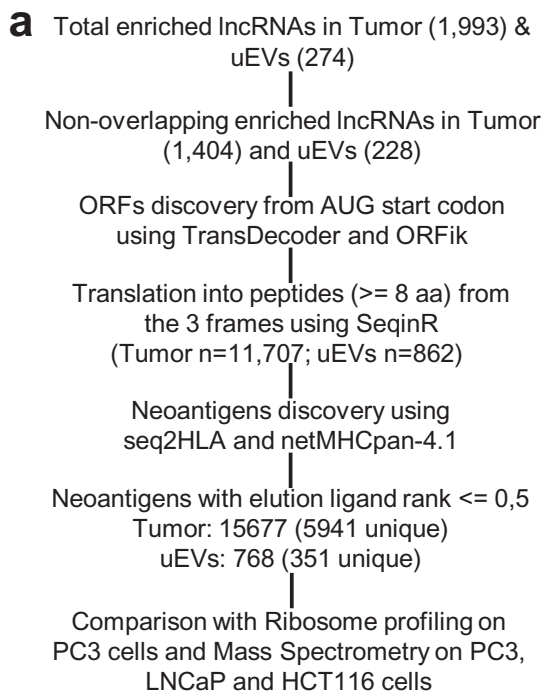 a
Total enriched lncRNAs in Tumor (1,993) &
uEVs (274)
Non-overlapping enriched lncRNAs in Tumor
(1,404) and uEVs (228)
ORFs discovery from AUG start codon
using TransDecoder and ORFik
Translation into peptides (>= 8 aa) from
the 3 frames using SeqinR
(Tumor n=11,707; uEVs n=862)
Neoantigens discovery using
seq2HLA and netMHCpan-4.1
Neoantigens with elution ligand rank <= 0,5
Tumor: 15677 (5941 unique)
uEVs: 768 (351 unique)
Comparison with Ribosome profiling on
PC3 cells and Mass Spectrometry on PC3,
LNCaP and HCT116 cells